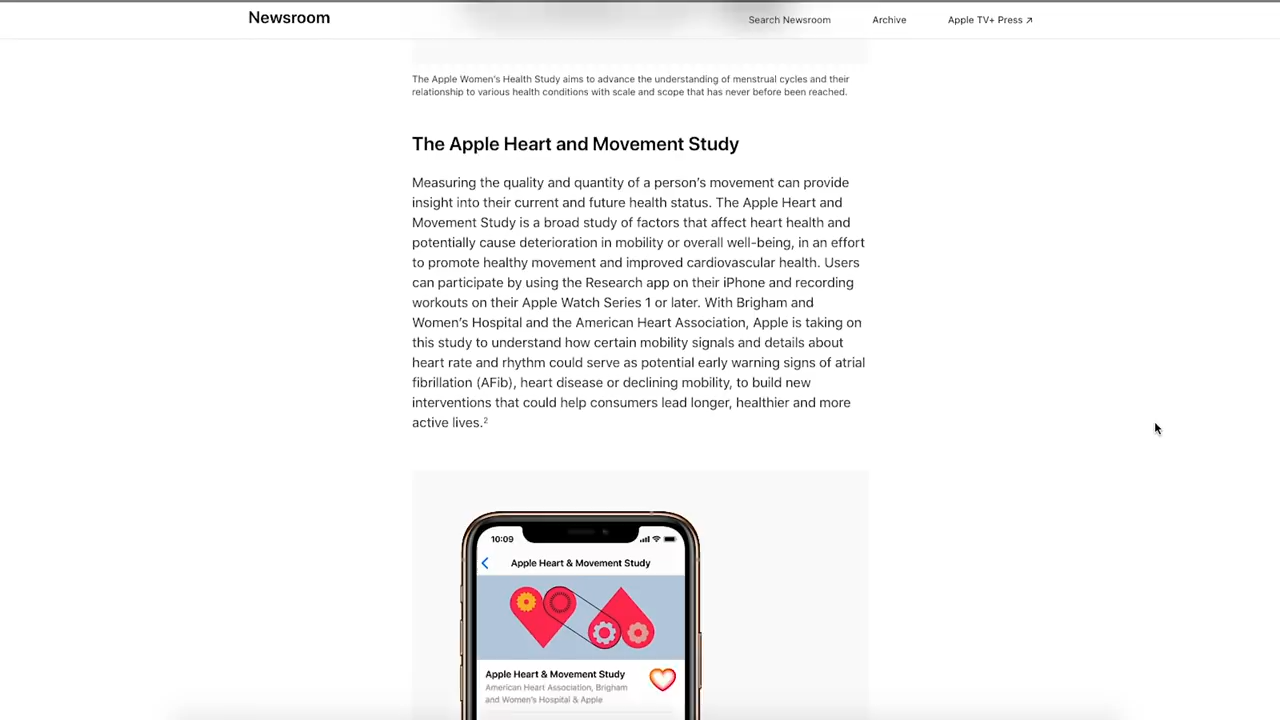 Newsroom
Search Newsroom
Archive
Apple TV+ Press ↗
The Apple Women's Health Study aims to advance the understanding of menstrual cycles and their
relationship to various health conditions with scale and scope that has never before been reached.
The Apple Heart and Movement Study
Measuring the quality and quantity of a person's movement can provide
insight into their current and future health status. The Apple Heart and
Movement Study is a broad study of factors that affect heart health and
potentially cause deterioration in mobility or overall well-being, in an effort
to promote healthy movement and improved cardiovascular health. Users
can participate by using the Research app on their iPhone and recording
workouts on their Apple Watch Series 1 or later. With Brigham and
Women's Hospital and the American Heart Association, Apple is taking on
this study to understand how certain mobility signals and details about
heart rate and rhythm could serve as potential early warning signs of atrial
fibrillation (AFib), heart disease or declining mobility, to build new
interventions that could help consumers lead longer, healthier and more
active lives.²
10:09
Apple Heart & Movement Study
Apple Heart & Movement Study
American Heart Association, Brigham
and Women's Hospital & Apple